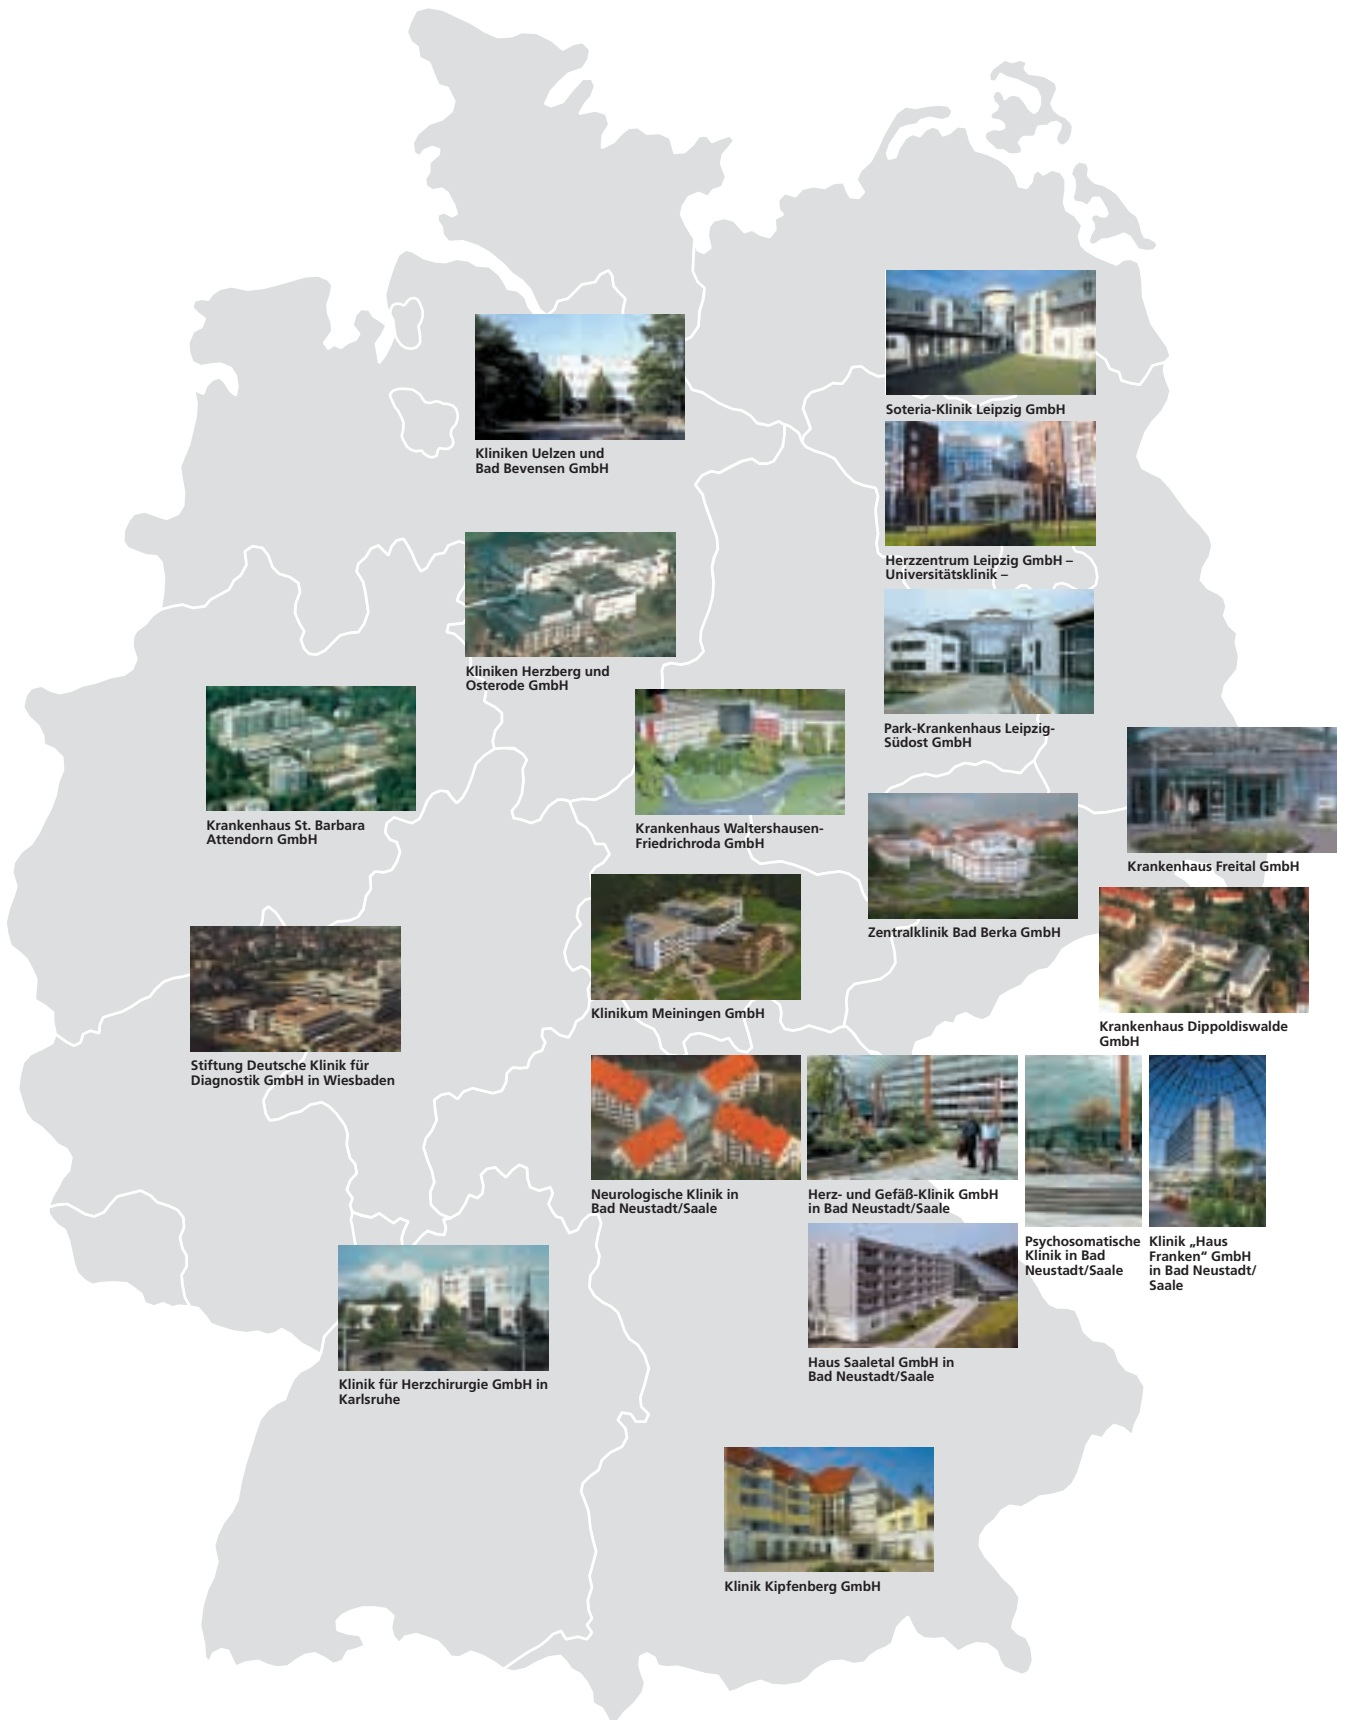 Soteria-Klinik Leipzig GmbH
Kliniken Uelzen und
Bad Bevensen GmbH
Herzzentrum Leipzig GmbH –
Universitätsklinik –
Kliniken Herzberg und
Osterode GmbH
Park-Krankenhaus Leipzig-
Südost GmbH
Krankenhaus St. Barbara
Attendorn GmbH
Krankenhaus Waltershausen-
Friedrichroda GmbH
Krankenhaus Freital GmbH
Zentralklinik Bad Berka GmbH
Klinikum Meiningen GmbH
Krankenhaus Dippoldiswalde
GmbH
Stiftung Deutsche Klinik für
Diagnostik GmbH in Wiesbaden
Neurologische Klinik in
Bad Neustadt/Saale
Herz- und Gefäß-Klinik GmbH
in Bad Neustadt/Saale
Psychosomatische
Klinik in Bad
Neustadt/Saale
Klinik „Haus
Franken“ GmbH
in Bad Neustadt/
Saale
Haus Saaletal GmbH in
Bad Neustadt/Saale
Klinik für Herzchirurgie GmbH in
Karlsruhe
Klinik Kipfenberg GmbH